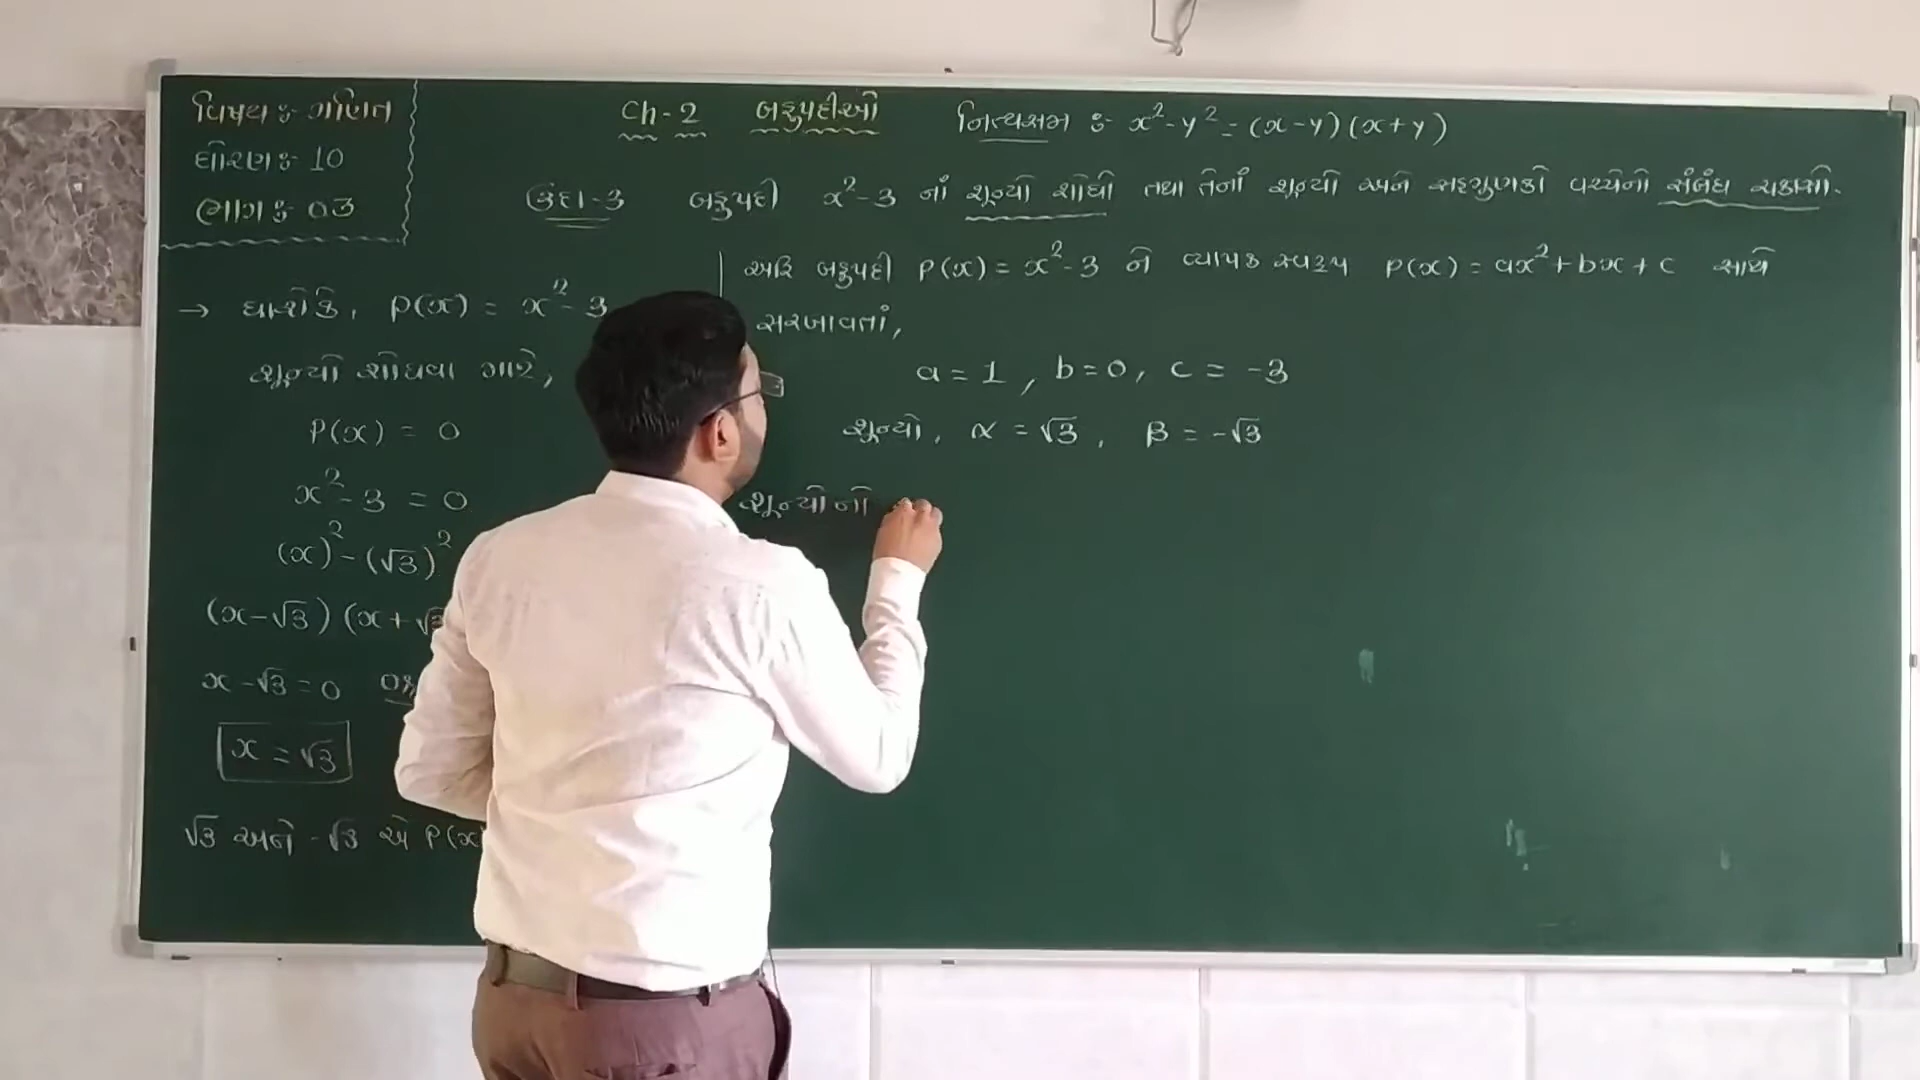 વિષય ઃ- ગણિત
ધોરણ ઃ- 10
ભાગ ઃ- 03
Ch-2 બહુપદીઓ
નિત્યસમ ઃ- x²-y² = (x-y)(x+y)
ઉદા-3 બહુપદી x²-3 નાં શૂન્યો શોધો તથા તેનાં શૂન્યો અને સહગુણકો વચ્ચેનો સંબંધ ચકાસો.
→ ધારોકે, P(x) = x²-3
શૂન્યો શોધવા માટે,
P(x) = 0
x²-3 = 0
(x)²-(√3)²
(x-√3)(x+√3
x-√3=0
x = √3
√3 અને -√3 એ P(x
બહુપદી P(x) = x²-3 ને વ્યાપક સ્વરૂપ P(x) = ax²+bx+c સાથે
સરખાવતાં,
a = 1 , b=0, c = -3
શુન્યો, α = √3 , β = -√3
શૂન્યોનો